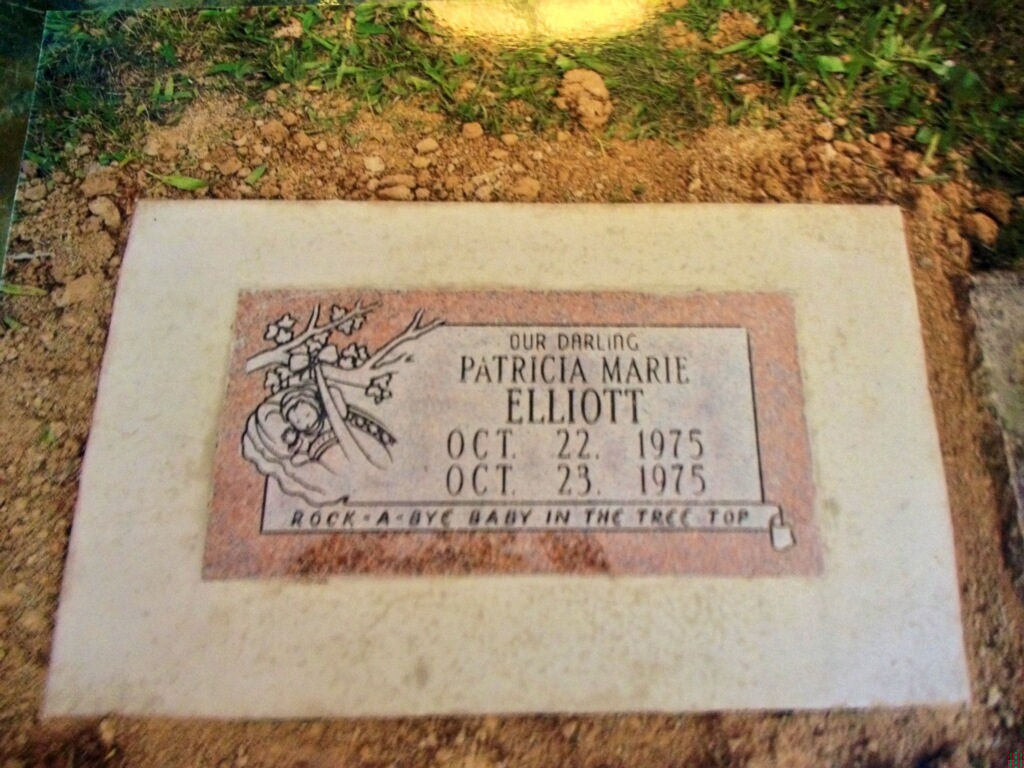 OUR DARLING
PATRICIA MARIE
ELLIOTT
OCT. 22. 1975
OCT. 23. 1975
ROCK-A-BYE BABY IN THE TREE TOP